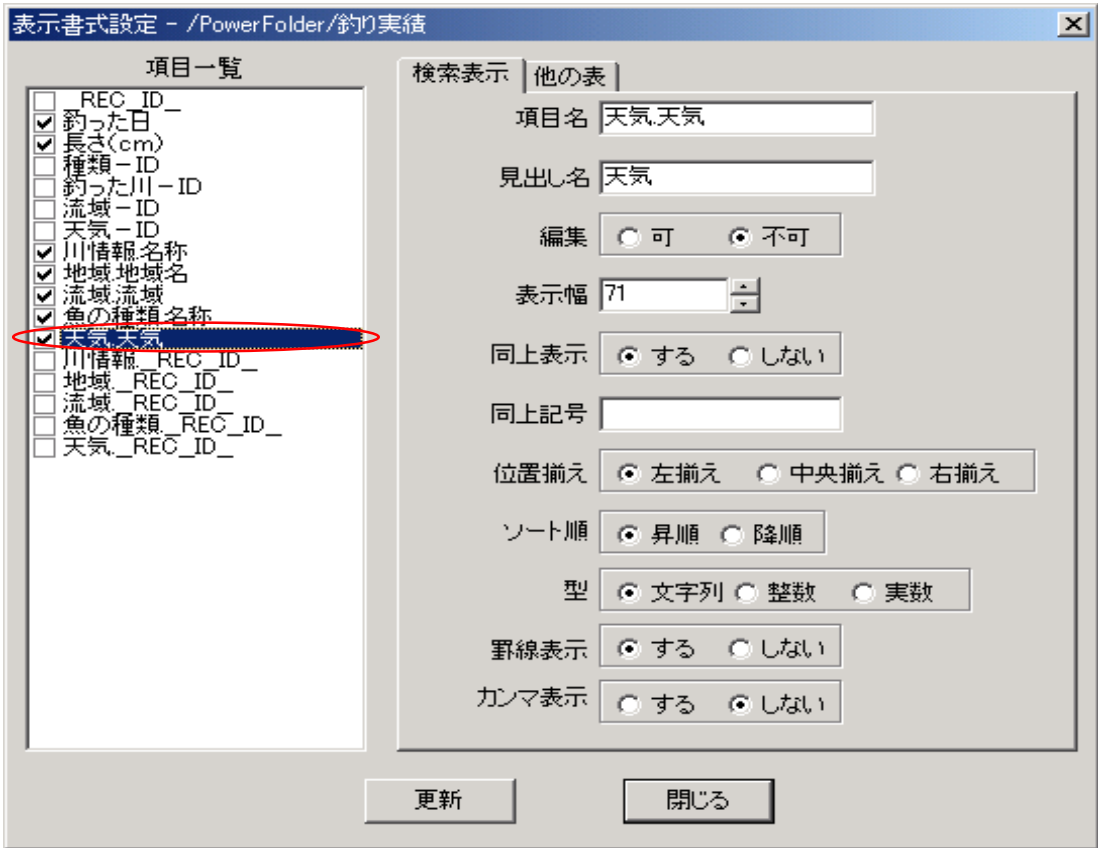 表示書式設定 - /PowerFolder/釣り実績
項目一覧
_REC_ID_
釣った日
長さ(cm)
種類－ID
釣った川－ID
流域－ID
天気－ID
川情報.名称
地域.地域名
流域.流域
魚の種類.名称
天気.天気
川情報._REC_ID_
地域._REC_ID_
流域._REC_ID_
魚の種類._REC_ID_
天気._REC_ID_
検索表示 他の表
項目名 天気.天気
見出し名 天気
編集 可 不可
表示幅 71
同上表示 する しない
同上記号
位置揃え 左揃え 中央揃え 右揃え
ソート順 昇順 降順
型 文字列 整数 実数
罫線表示 する しない
カンマ表示 する しない
更新 閉じる